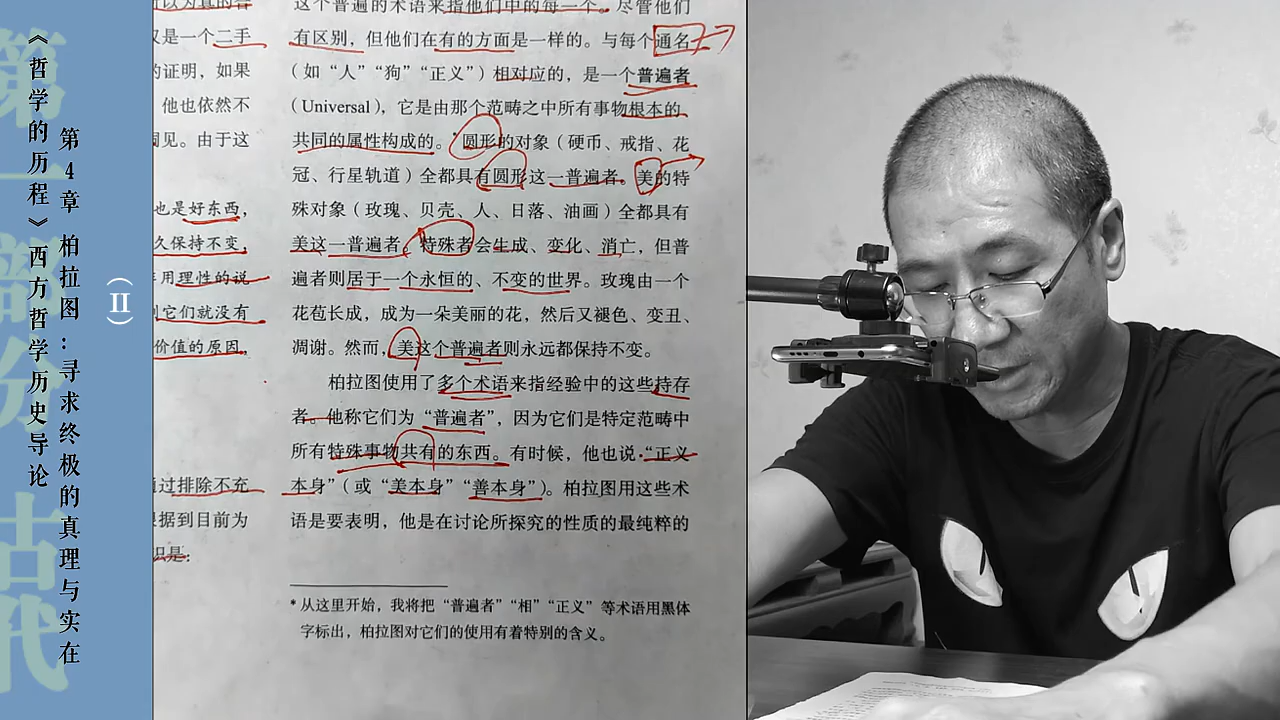 第一部分 古代
《哲学的历程》西方哲学历史导论
第4章 柏拉图:寻求终极的真理与实在
(II)
又是一个二手
的证明,如果
他也依然不
由于这
也是好东西,
久保持不变,
用理性的说
它们就没有
价值的原因,
通过排除不充
根据到目前为
识是:
这个普遍的术语来指他们中的每一个。尽管他们
有区别,但他们在有的方面是一样的。与每个通名
(如“人”“狗”“正义”)相对应的,是一个普遍者
(Universal),它是由那个范畴之中所有事物根本的、
共同的属性构成的。*圆形的对象(硬币、戒指、花
冠、行星轨道)全都具有圆形这一普遍者。美的特
殊对象(玫瑰、贝壳、人、日落、油画)全都具有
美这一普遍者。特殊者会生成、变化、消亡,但普
遍者则居于一个永恒的、不变的世界。玫瑰由一个
花苞长成,成为一朵美丽的花,然后又褪色、变丑、
凋谢。然而,美这个普遍者则永远都保持不变。
柏拉图使用了多个术语来指经验中的这些持存
者。他称它们为“普遍者”,因为它们是特定范畴中
所有特殊事物共有的东西。有时候,他也说“正义
本身”(或“美本身”“善本身”)。柏拉图用这些术
语是要表明,他是在讨论所探究的性质的最纯粹的
*从这里开始,我将把“普遍者”“相”“正义”等术语用黑体
字标出,柏拉图对它们的使用有着特别的含义。